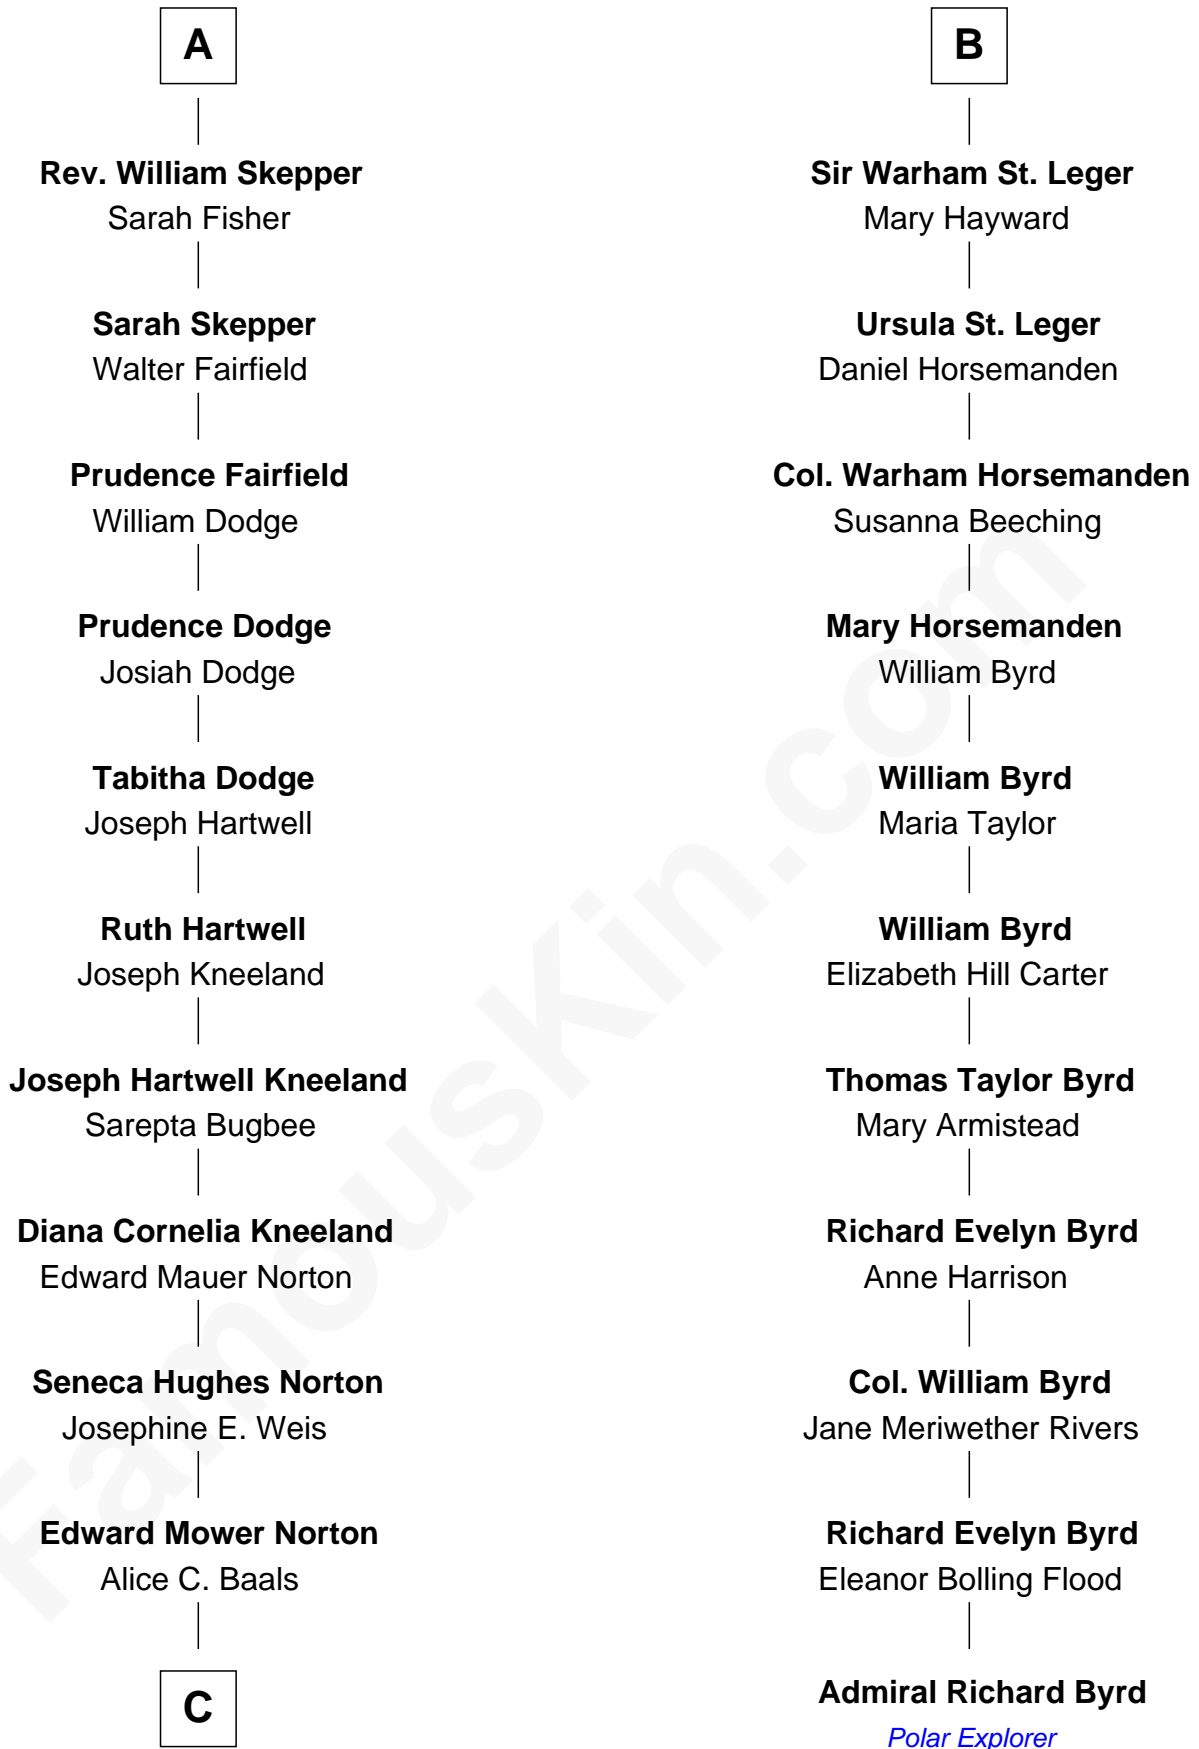 A
Rev. William Skepper
Sarah Fisher
Sarah Skepper
Walter Fairfield
Prudence Fairfield
William Dodge
Prudence Dodge
Josiah Dodge
Tabitha Dodge
Joseph Hartwell
Ruth Hartwell
Joseph Kneeland
Joseph Hartwell Kneeland
Sarepta Bugbee
Diana Cornelia Kneeland
Edward Mauer Norton
Seneca Hughes Norton
Josephine E. Weis
Edward Mower Norton
Alice C. Baals
C
B
Sir Warham St. Leger
Mary Hayward
Ursula St. Leger
Daniel Horsemanden
Col. Warham Horsemanden
Susanna Beeching
Mary Horsemanden
William Byrd
William Byrd
Maria Taylor
William Byrd
Elizabeth Hill Carter
Thomas Taylor Byrd
Mary Armistead
Richard Evelyn Byrd
Anne Harrison
Col. William Byrd
Jane Meriwether Rivers
Richard Evelyn Byrd
Eleanor Bolling Flood
Admiral Richard Byrd
Polar Explorer
FamousKin.com